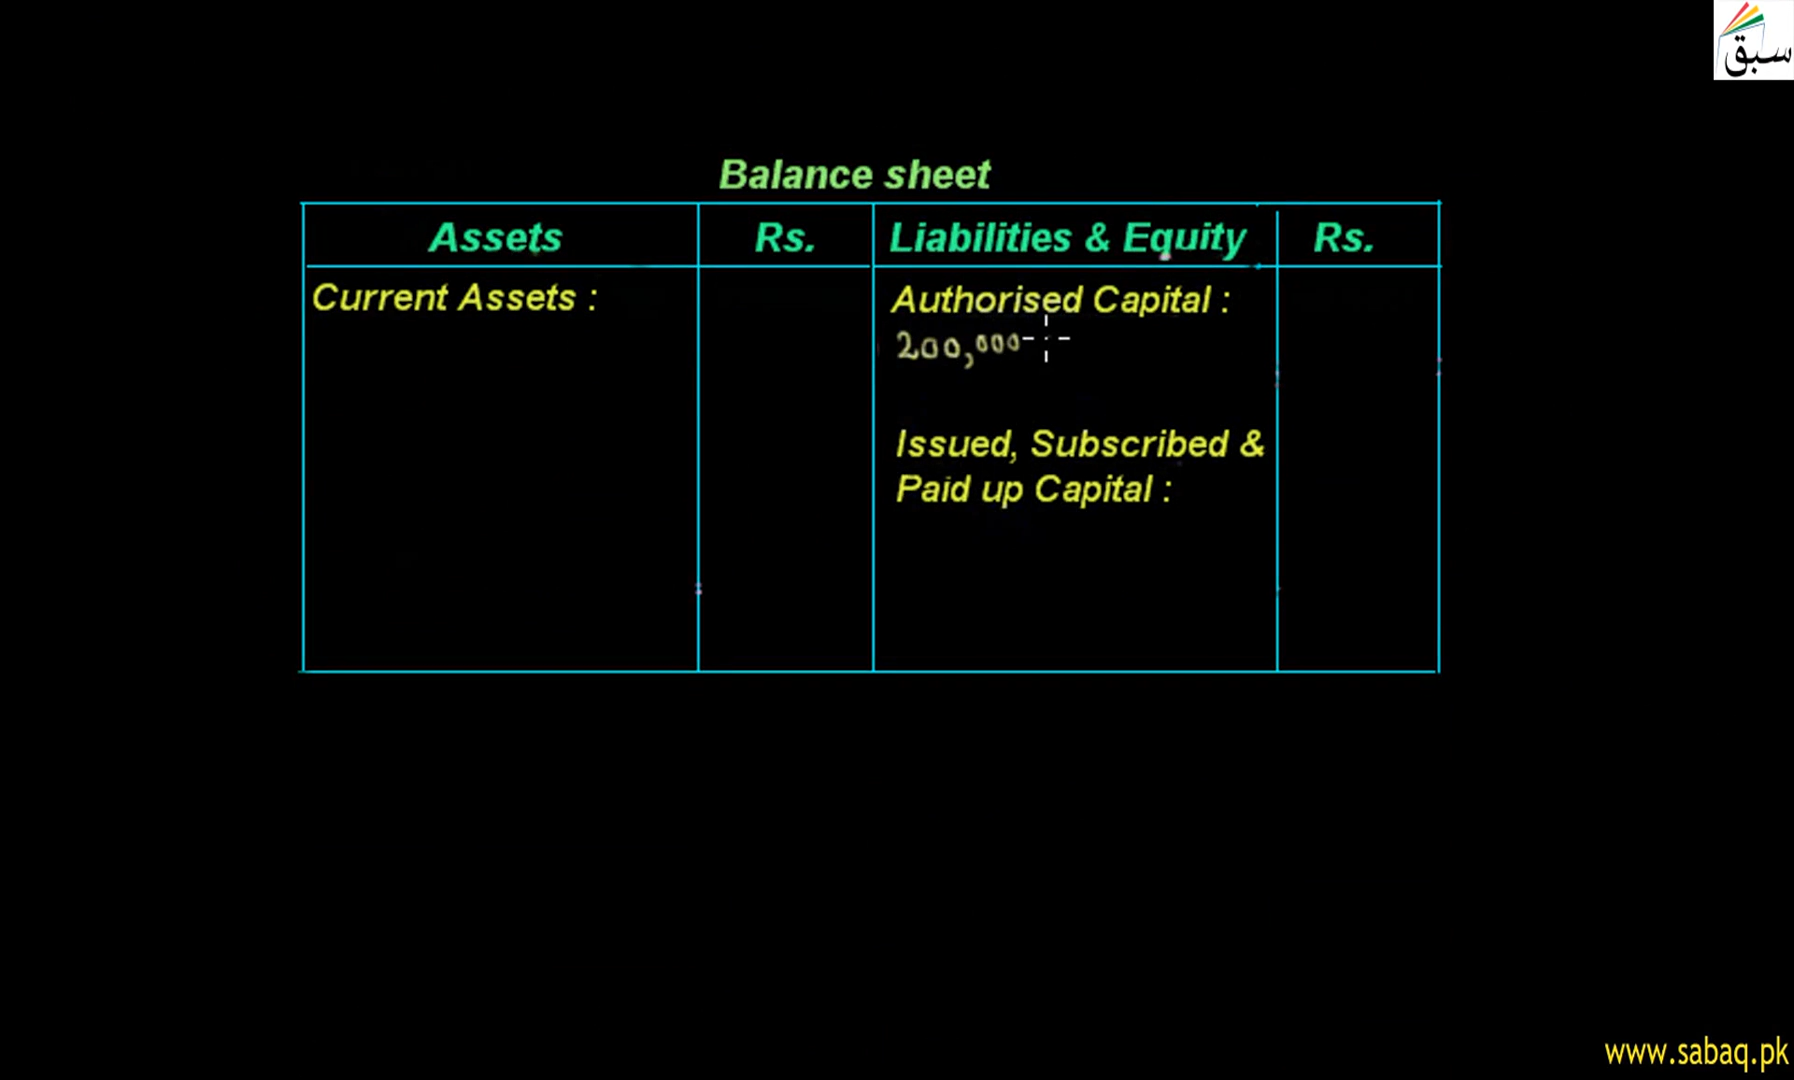 سبق
Balance sheet
Assets Rs. Liabilities & Equity Rs.
Current Assets : Authorised Capital :
200,000
Issued, Subscribed &
Paid up Capital :
www.sabaq.pk